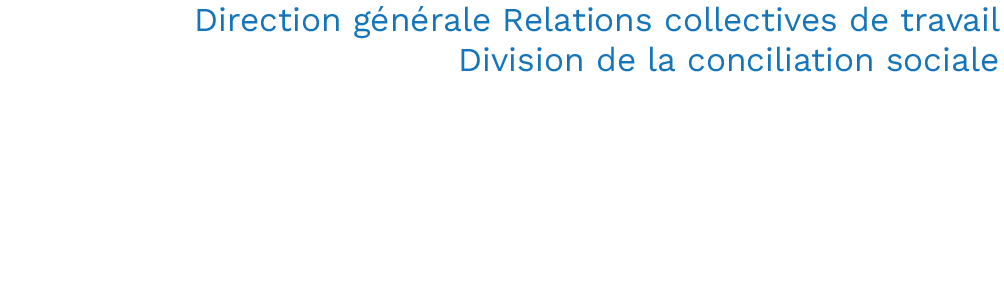 Direction générale Relations collectives de travail
Division de la conciliation sociale